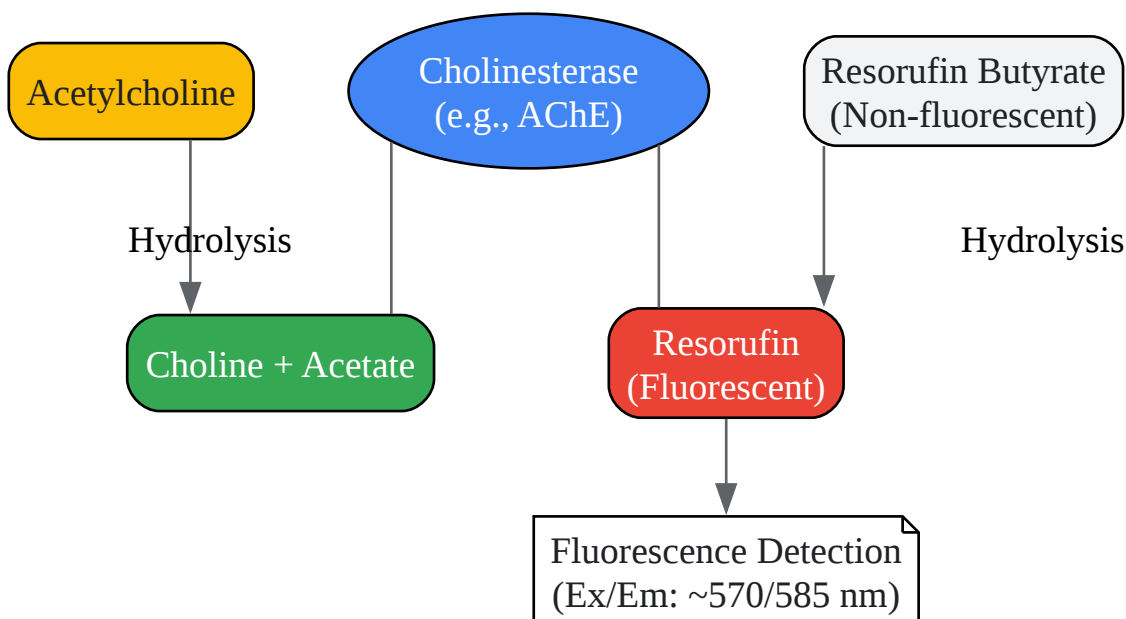 Acetylcholine
Cholinesterase
(e.g., AChE)
Resorufin Butyrate
(Non-fluorescent)
Hydrolysis
Hydrolysis
Choline + Acetate
Resorufin
(Fluorescent)
Fluorescence Detection
(Ex/Em: ~570/585 nm)